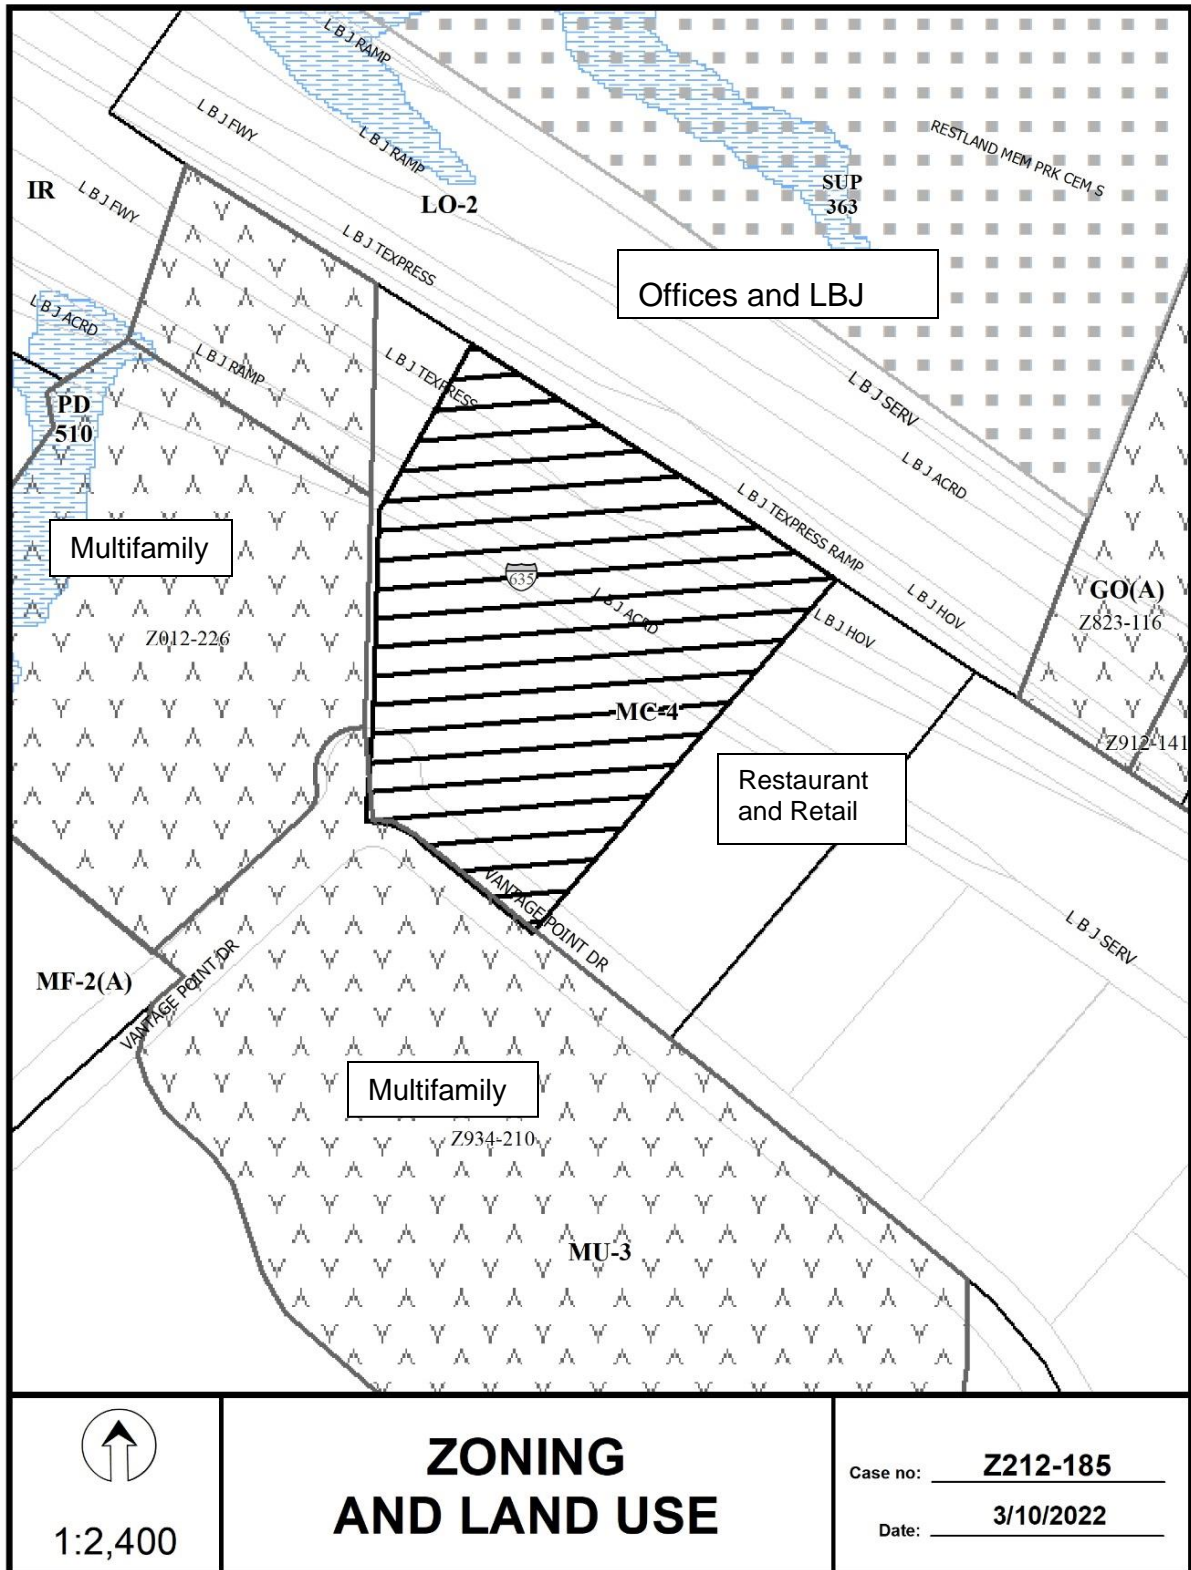 L B J RAMP
L B J FWY
L B J RAMP
RESTLAND MEM PRK CEM S
IR
L B J FWY
LO-2
SUP
363
L B J TEXPRESS
Offices and LBJ
L B J ACRD
L B J RAMP
L B J TEXPRESS
L B J SERV
PD
510
L B J ACRD
L B J TEXPRESS RAMP
Multifamily
635
L B J ACRD
L B J HOV
L B J HOV
GO(A)
Z823-116
Z012-226
MC-4
Z912-141
Restaurant
and Retail
VANTAGE POINT DR
L B J SERV
MF-2(A)
VANTAGE POINT DR
Multifamily
Z934-210
MU-3
1:2,400
ZONING
AND LAND USE
Case no: Z212-185
Date: 3/10/2022